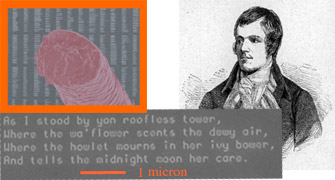 As I stood by yon roofless tower,
Where the wa'flower scents the dewy air,
Where the howlet mourns in her ivy bower,
And tells the midnight moon her care.
1 micron